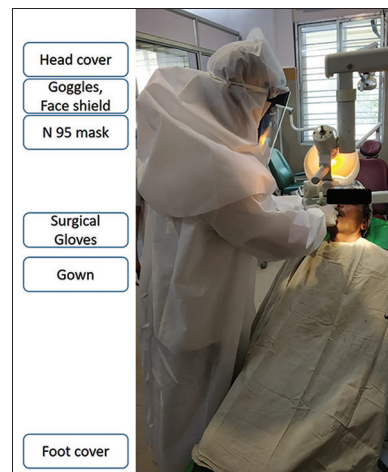 Head cover
Goggles,
Face shield
N 95 mask
Surgical
Gloves
Gown
Foot cover